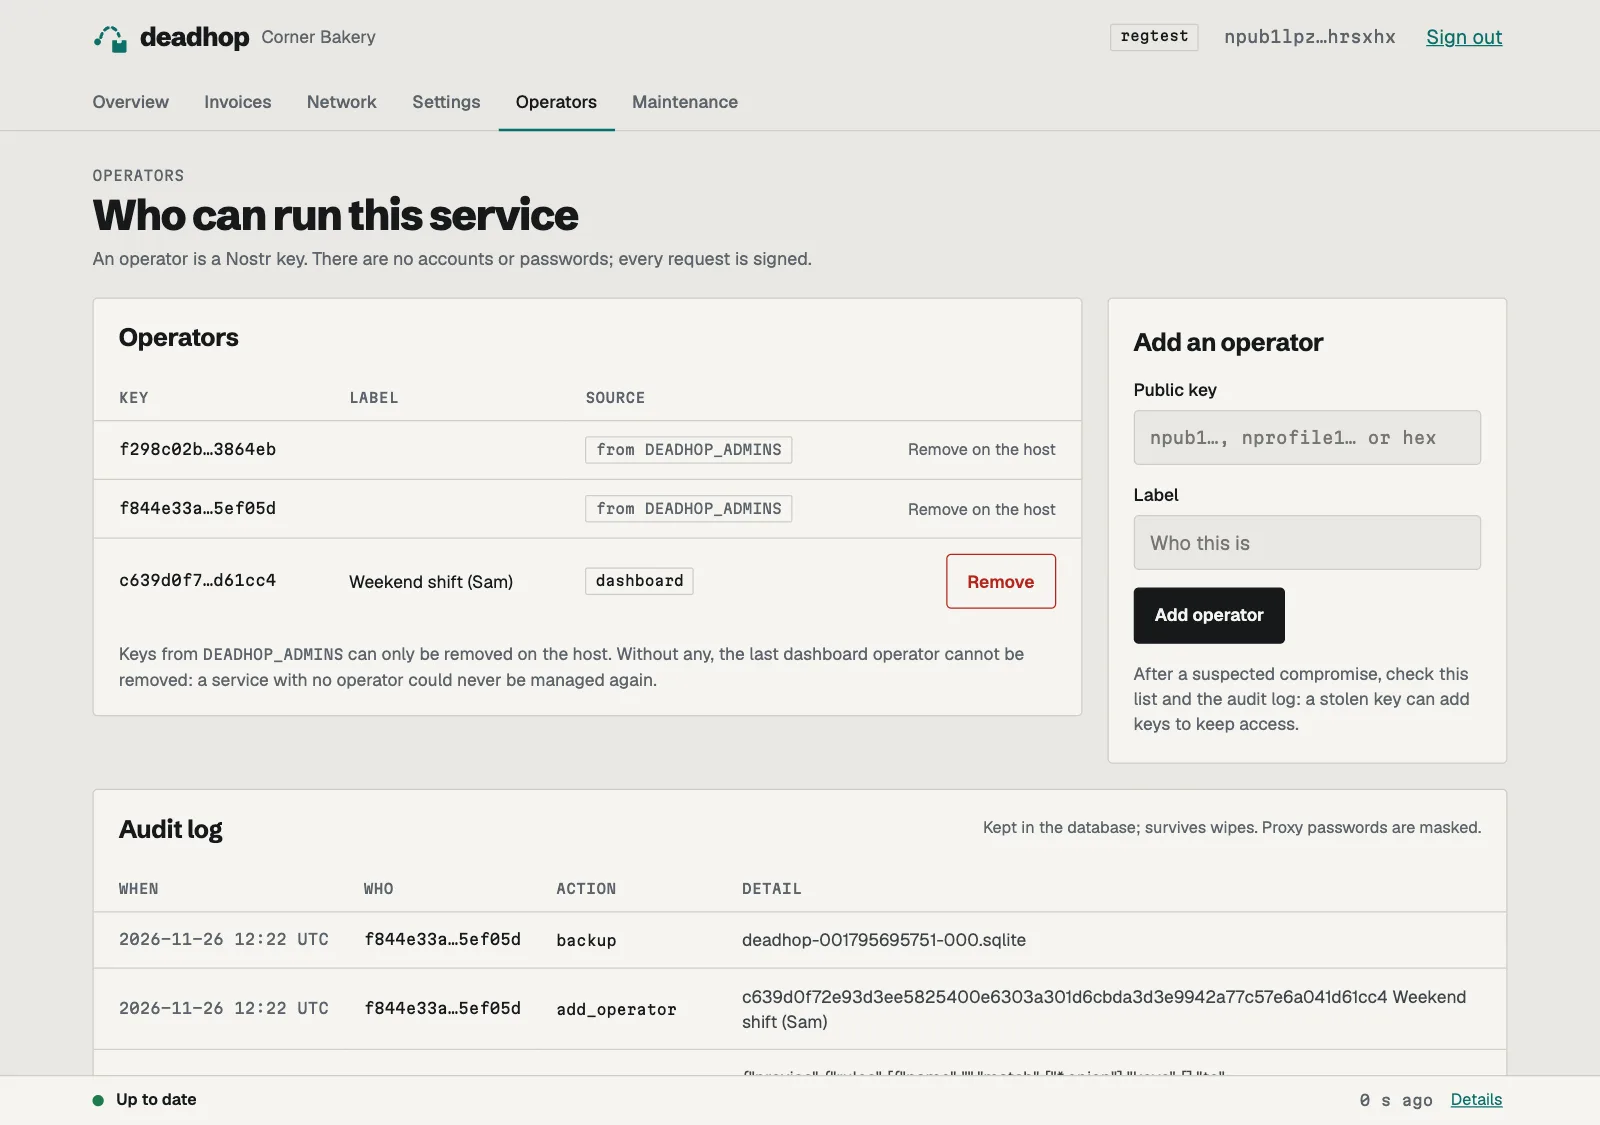 deadhop Corner Bakery
regtest npub1lpz…hrsxhx Sign out
Overview Invoices Network Settings Operators Maintenance
OPERATORS
Who can run this service
An operator is a Nostr key. There are no accounts or passwords; every request is signed.
Operators
KEY LABEL SOURCE
f298c02b…3864eb from DEADHOP_ADMINS Remove on the host
f844e33a…5ef05d from DEADHOP_ADMINS Remove on the host
c639d0f7…d61cc4 Weekend shift (Sam) dashboard Remove
Keys from DEADHOP_ADMINS can only be removed on the host. Without any, the last dashboard operator cannot be
removed: a service with no operator could never be managed again.
Add an operator
Public key
npub1…, nprofile1… or hex
Label
Who this is
Add operator
After a suspected compromise, check this
list and the audit log: a stolen key can add
keys to keep access.
Audit log
Kept in the database; survives wipes. Proxy passwords are masked.
WHEN WHO ACTION DETAIL
2026-11-26 12:22 UTC f844e33a…5ef05d backup deadhop-001795695751-000.sqlite
2026-11-26 12:22 UTC f844e33a…5ef05d add_operator c639d0f72e93d3ee5825400e6303a301d6cbda3d3e9942a77c57e6a041d61cc4 Weekend
shift (Sam)
Up to date
0 s ago Details